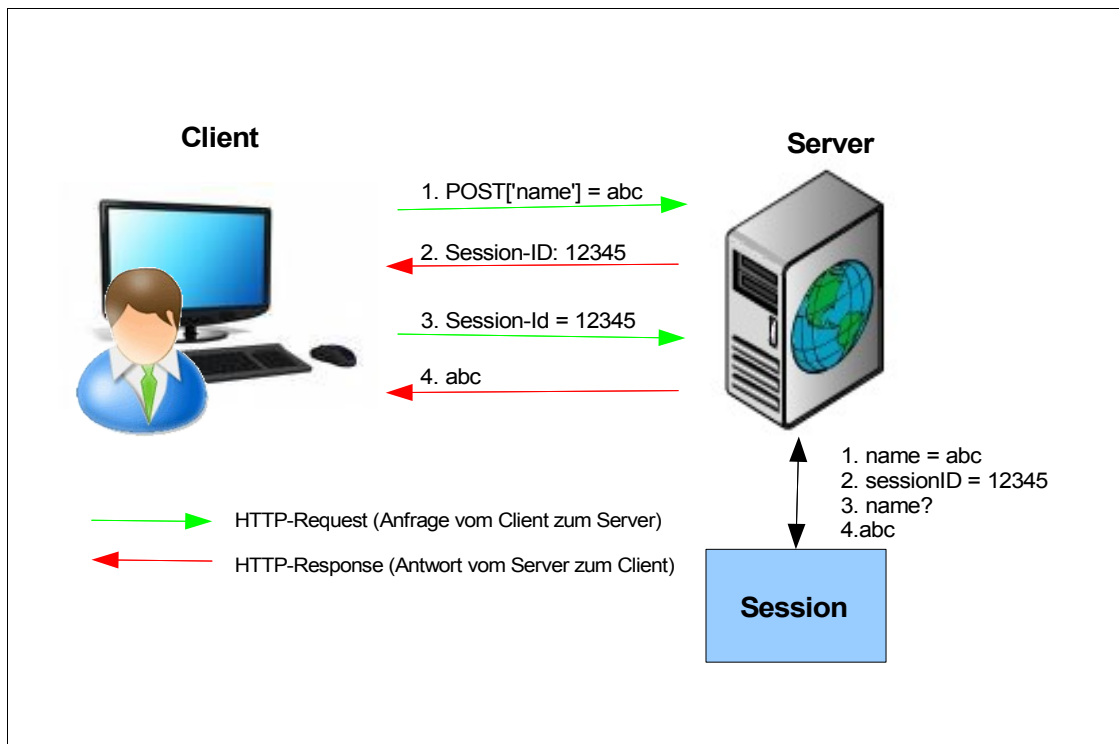 Client
Server
1. POST['name'] = abc
2. Session-ID: 12345
3. Session-Id = 12345
4. abc
1. name = abc
2. sessionID = 12345
3. name?
4.abc
HTTP-Request (Anfrage vom Client zum Server)
HTTP-Response (Antwort vom Server zum Client)
Session